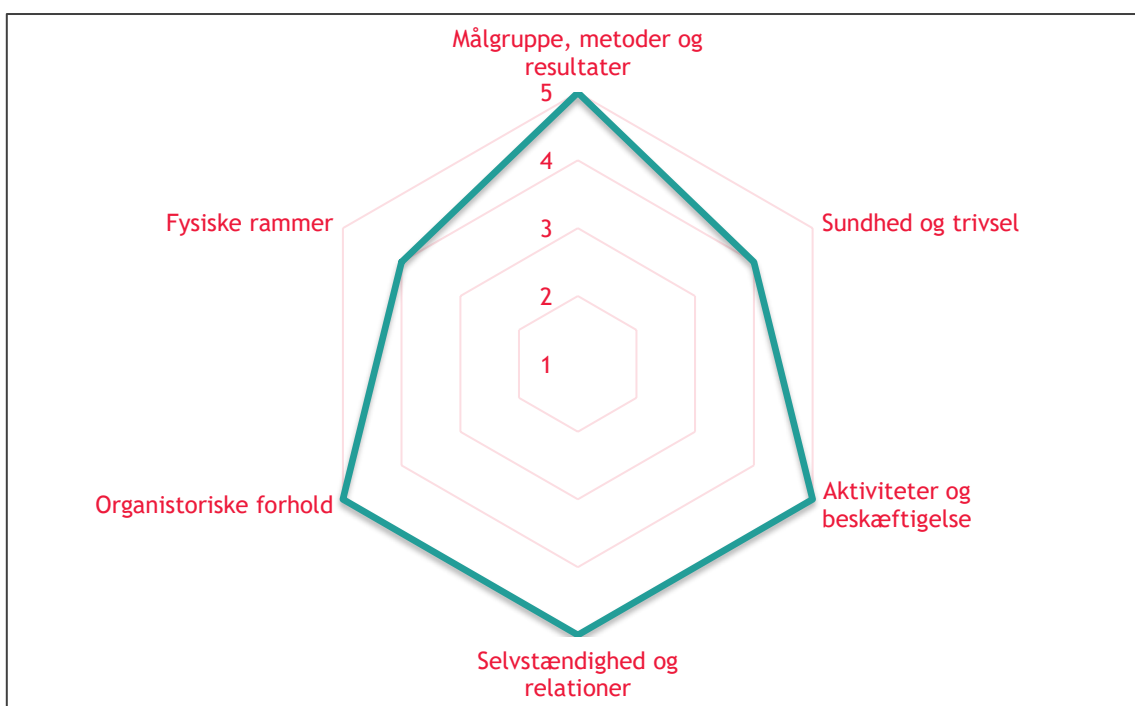 Målgruppe, metoder og
resultater
5
4
3
2
1
Sundhed og trivsel
Aktiviteter og
beskæftigelse
Selvstændighed og
relationer
Organistoriske forhold
Fysiske rammer